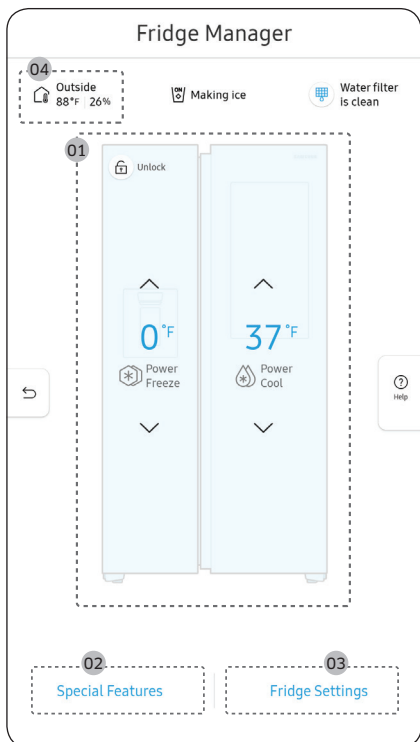 Fridge Manager
04
Outside
88°F | 26%
ON
Making ice
Water filter
is clean
01
Unlock
0°F
Power
Freeze
37°F
Power
Cool
?
Help
02
Special Features
03
Fridge Settings